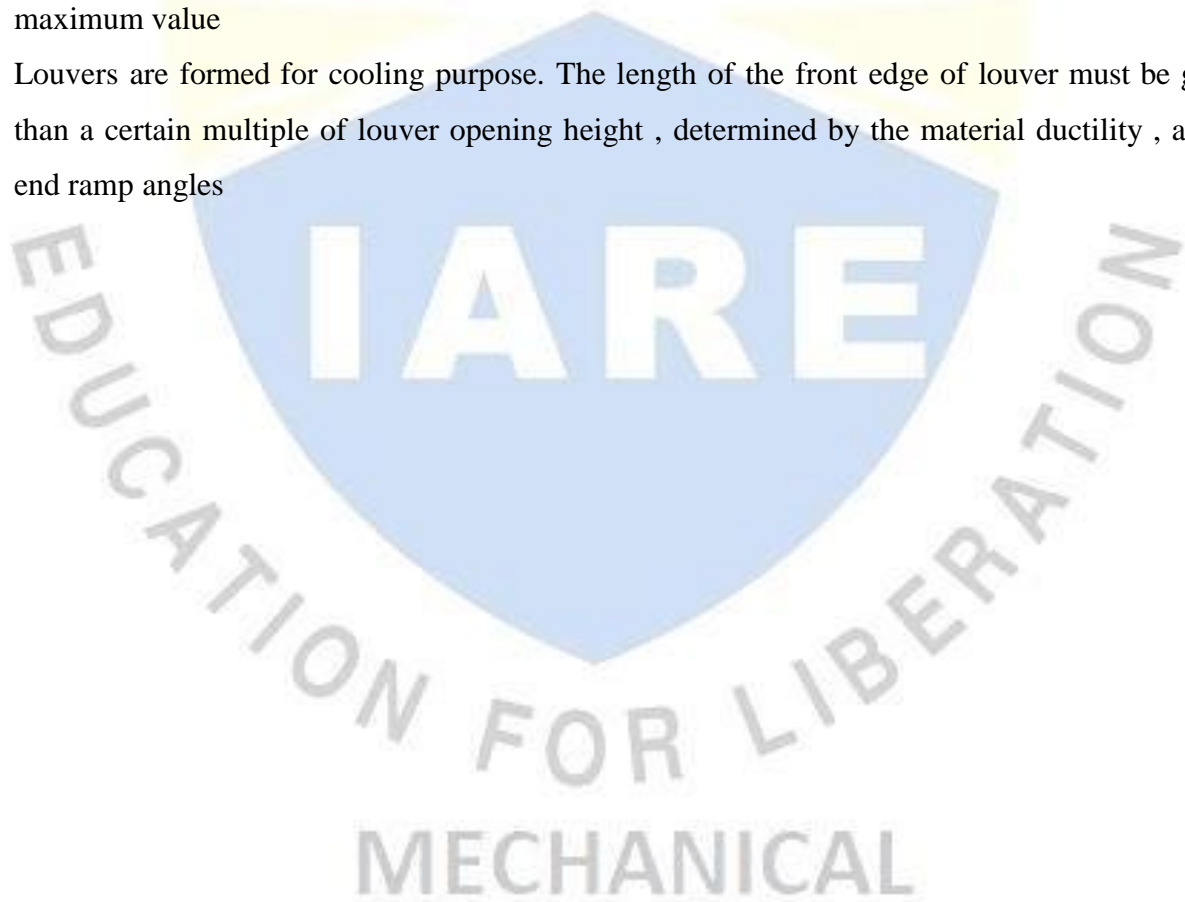 maximum value
Louvers are formed for cooling purpose. The length of the front edge of louver must be
than a certain multiple of louver opening height , determined by the material ductility ,
end ramp angles
IARE
EDUCATION FOR LIBERATION
MECHANICAL